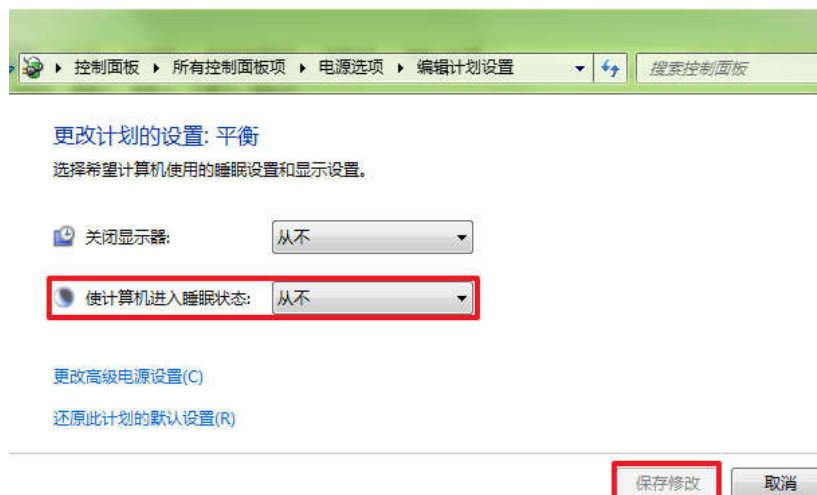 控制面板 ▸ 所有控制面板项 ▸ 电源选项 ▸ 编辑计划设置 搜索控制面板
更改计划的设置: 平衡
选择希望计算机使用的睡眠设置和显示设置。
关闭显示器: 从不
使计算机进入睡眠状态: 从不
更改高级电源设置(C)
还原此计划的默认设置(R)
保存修改 取消